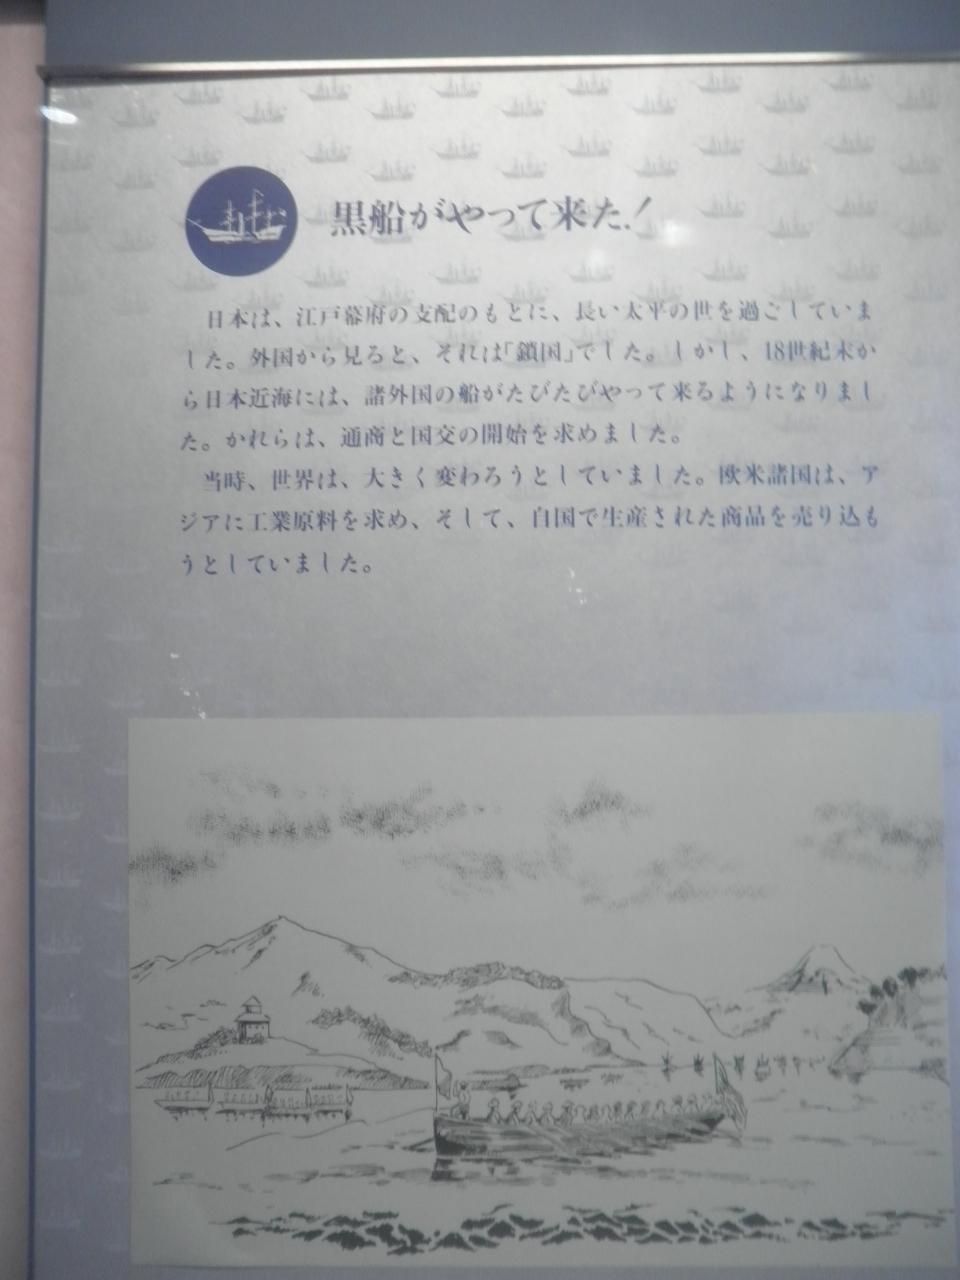 黒船がやって来た!
日本は、江戸幕府の支配のもとに、長い太平の世を過ごしていま
した。外国から見ると、それは「鎖国」でした。しかし、18世紀末か
ら日本近海には、諸外国の船がたびたびやって来るようになりまし
た。かれらは、通商と国交の開始を求めました。
当時、世界は、大きく変わろうとしていました。欧米諸国は、ア
ジアに工業原料を求め、そして、自国で生産された商品を売り込も
うとしていました。